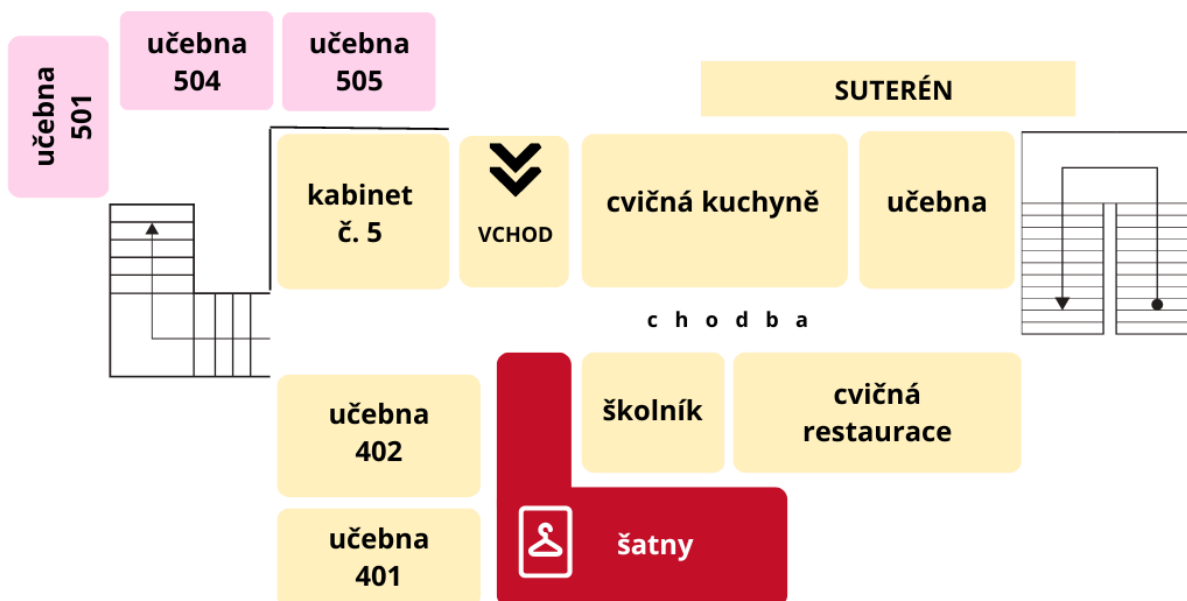 učebna
501
učebna
504
učebna
505
SUTERÉN
kabinet
č. 5
VCHOD
cvičná kuchyně
učebna
chodba
učebna
402
školník
cvičná
restaurace
učebna
401
šatny